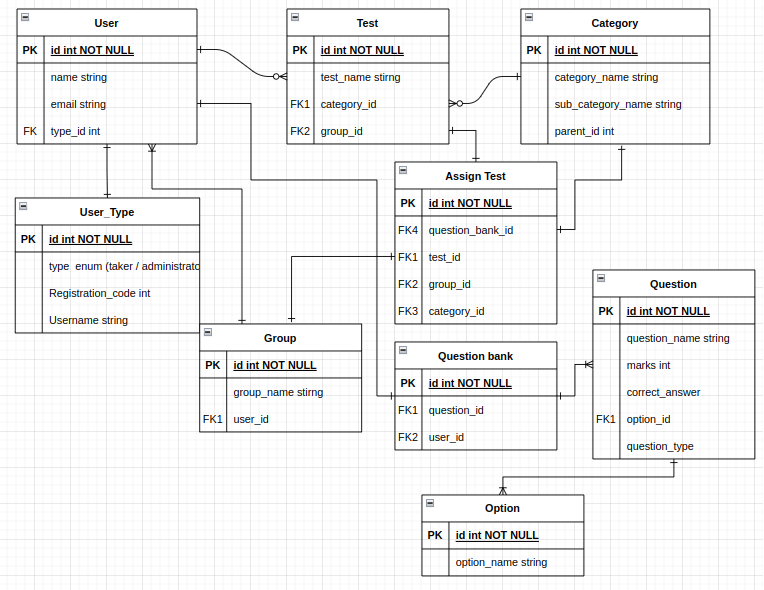 User
PK id int NOT NULL
name string
email string
FK type_id int
Test
PK id int NOT NULL
test_name stirng
FK1 category_id
FK2 group_id
Category
PK id int NOT NULL
category_name string
sub_category_name string
parent_id int
User_Type
PK id int NOT NULL
type enum (taker / administrato
Registration_code int
Username string
Assign Test
PK id int NOT NULL
FK4 question_bank_id
FK1 test_id
FK2 group_id
FK3 category_id
Group
PK id int NOT NULL
group_name stirng
FK1 user_id
Question bank
PK id int NOT NULL
FK1 question_id
FK2 user_id
Question
PK id int NOT NULL
question_name string
marks int
correct_answer
FK1 option_id
question_type
Option
PK id int NOT NULL
option_name string